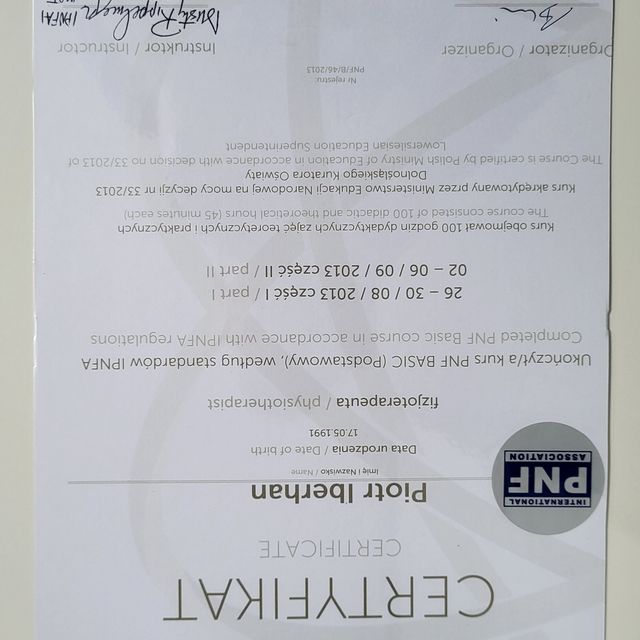 CERTYFIKAT
CERTIFICATE
Piotr Iberhan
Imię i Nazwisko / Name
INTERNATIONAL
PNF
ASSOCIATION
Data urodzenia / Date of birth
17.05.1991
fizjoterapeuta / physiotherapist
Ukończył/a kurs PNF BASIC (Podstawowy), według standardów IPNFA
Completed PNF Basic course in accordance with IPNFA regulations
26 – 30 / 08 / 2013 część I / part I
02 – 06 / 09 / 2013 część II / part II
Kurs obejmował 100 godzin dydaktycznych zajęć teoretycznych i praktycznych
The course consisted of 100 didactic and theoretical hours (45 minutes each)
Kurs akredytowany przez Ministerstwo Edukacji Narodowej na mocy decyzji nr 33/2013
Dolnośląskiego Kuratora Oświaty
The Course is certified by Polish Ministry of Education in accordance with decision no 33/2013 of
Lowersilesian Education Superintendent
Nr rejestru:
PNF/B/46/2013
Organizator / Organizer
Instruktor / Instructor
IPNFA